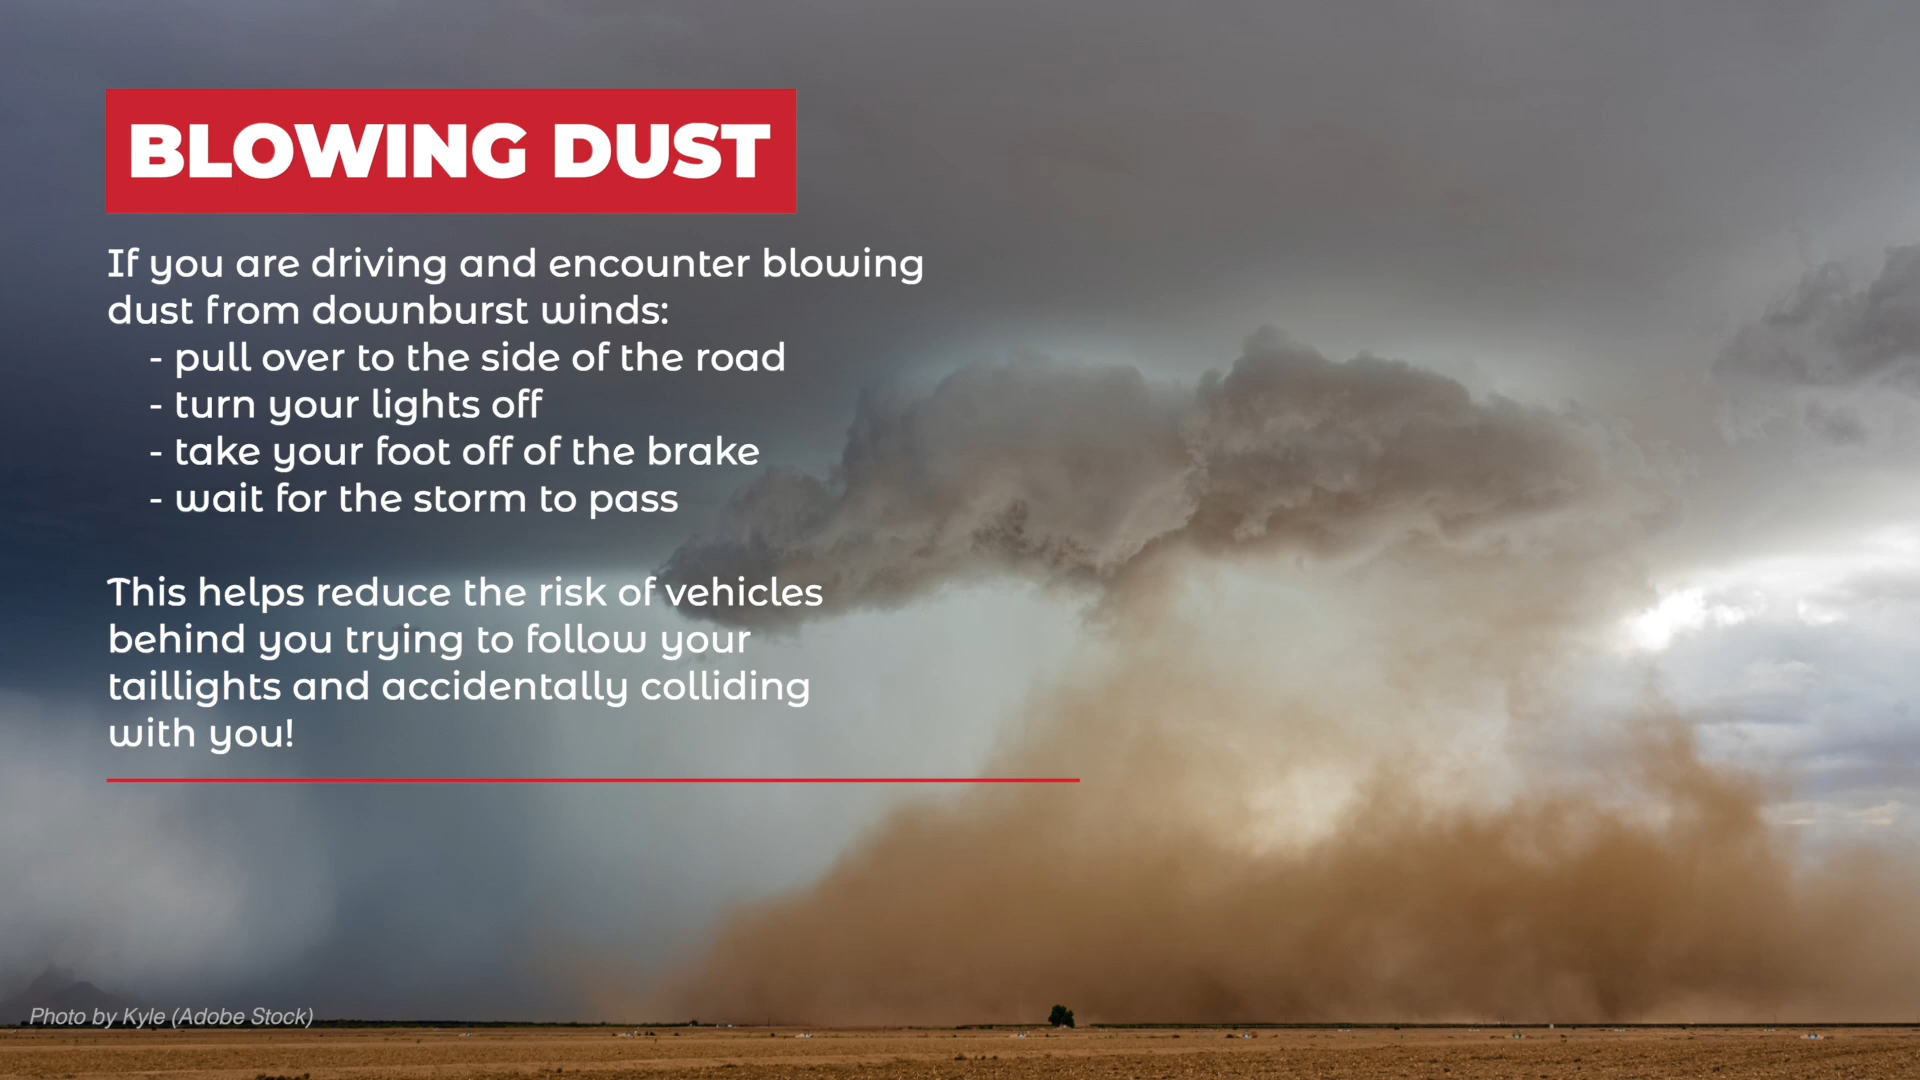 BLOWING DUST
If you are driving and encounter blowing
dust from downburst winds:
- pull over to the side of the road
- turn your lights off
- take your foot off of the brake
- wait for the storm to pass
This helps reduce the risk of vehicles
behind you trying to follow your
taillights and accidentally colliding
with you!
Photo by Kyle (Adobe Stock)